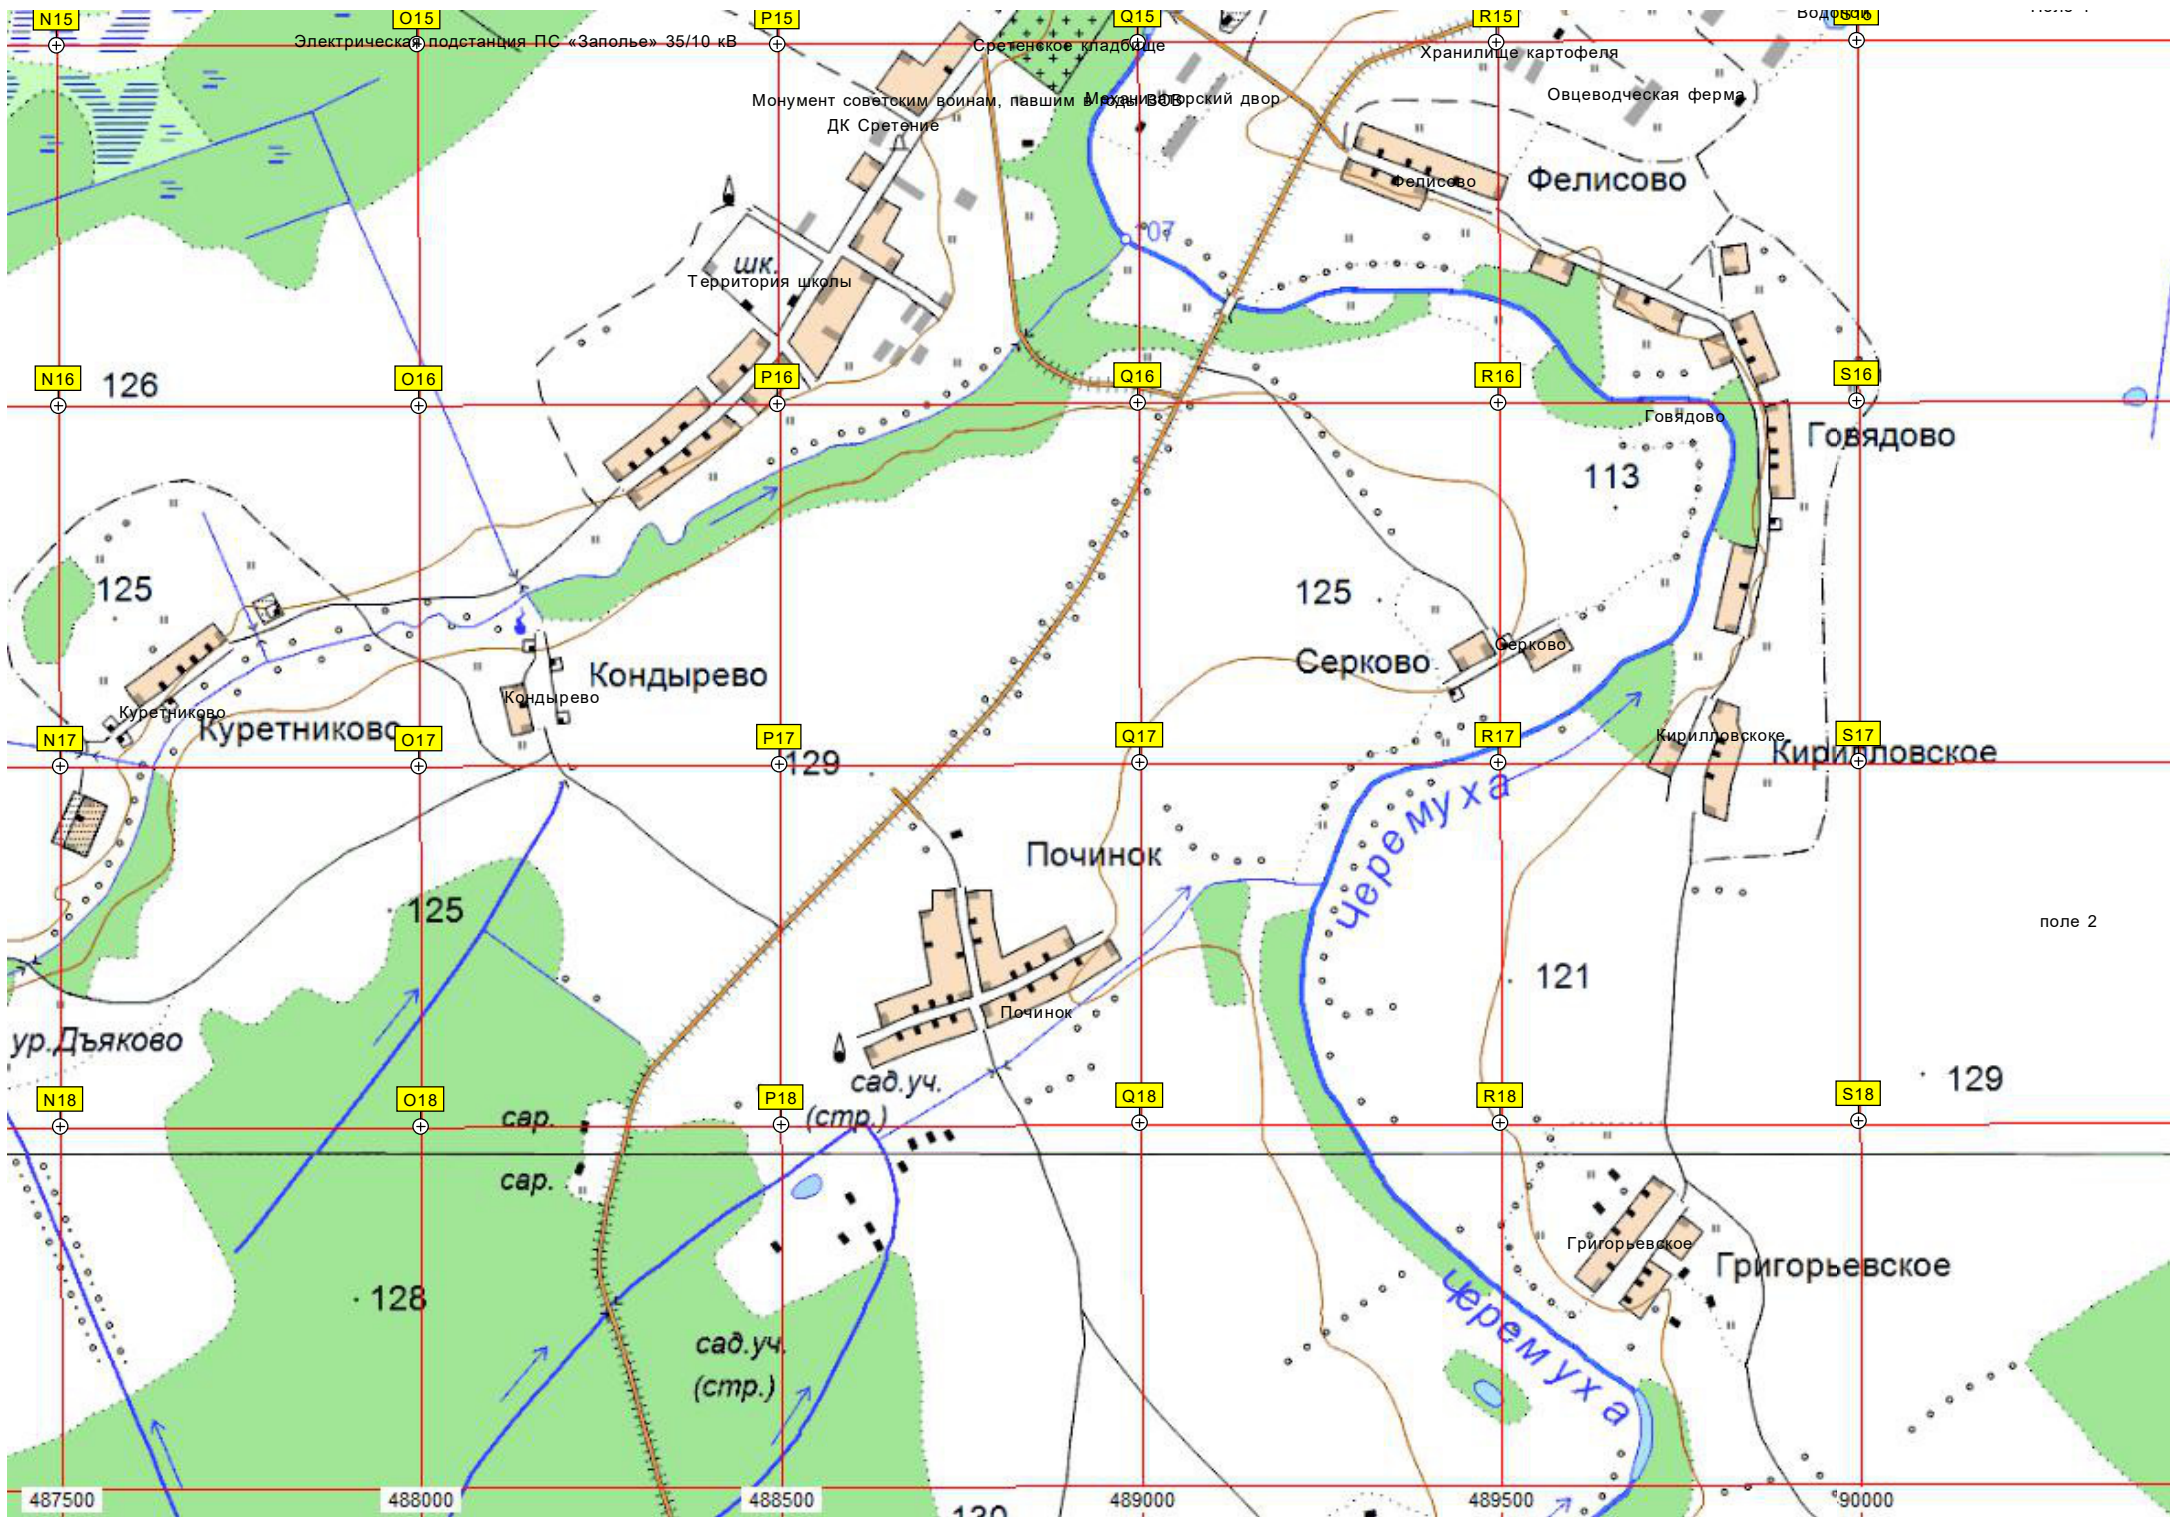 N15
O15
P15
Q15
R15
Электрическая подстанция ПС «Заполье» 35/10 кВ
Сретенское кладбище
Хранилище картофеля
Овцеводческая ферма
Монумент советским воинам, павшим в годы ВОВ
Механизаторский двор
ДК Сретение
Фелисово
Фелисово
07
шк.
Территория школы
N16
126
O16
P16
Q16
R16
S16
Говядово
Говядово
113
125
125
Серково
Серково
Кондырево
Кондырево
Куретниково
Куретниково
N17
O17
P17
129
Q17
R17
Кирилловскоке
Кирилловское
S17
Черемуха
Починок
125
поле 2
121
Починок
ур.Дъяково
сад.уч.
(стр.)
129
N18
O18
сар.
P18
Q18
R18
S18
сар.
Григорьевское
Григорьевское
128
Черемуха
сад.уч.
(стр.)
487500
488000
488500
489000
489500
90000